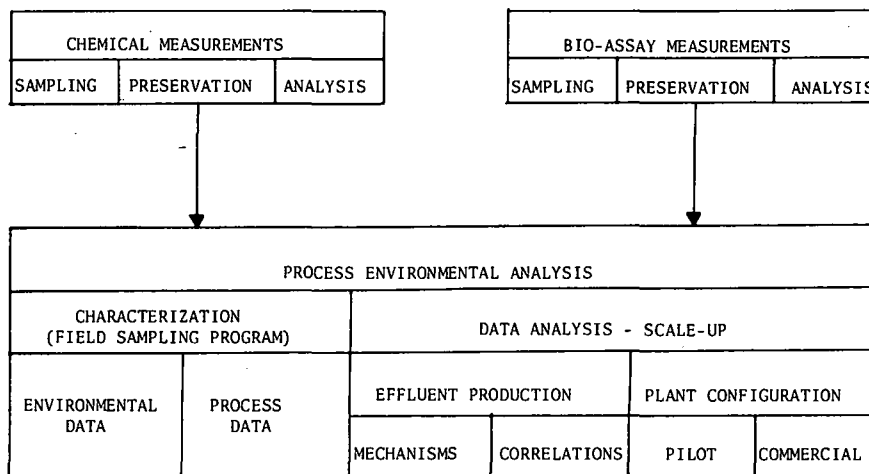 CHEMICAL MEASUREMENTS
SAMPLING PRESERVATION ANALYSIS
BIO-ASSAY MEASUREMENTS
SAMPLING PRESERVATION ANALYSIS
PROCESS ENVIRONMENTAL ANALYSIS
CHARACTERIZATION
(FIELD SAMPLING PROGRAM)
DATA ANALYSIS - SCALE-UP
ENVIRONMENTAL
DATA
PROCESS
DATA
EFFLUENT PRODUCTION
MECHANISMS CORRELATIONS
PLANT CONFIGURATION
PILOT COMMERCIAL